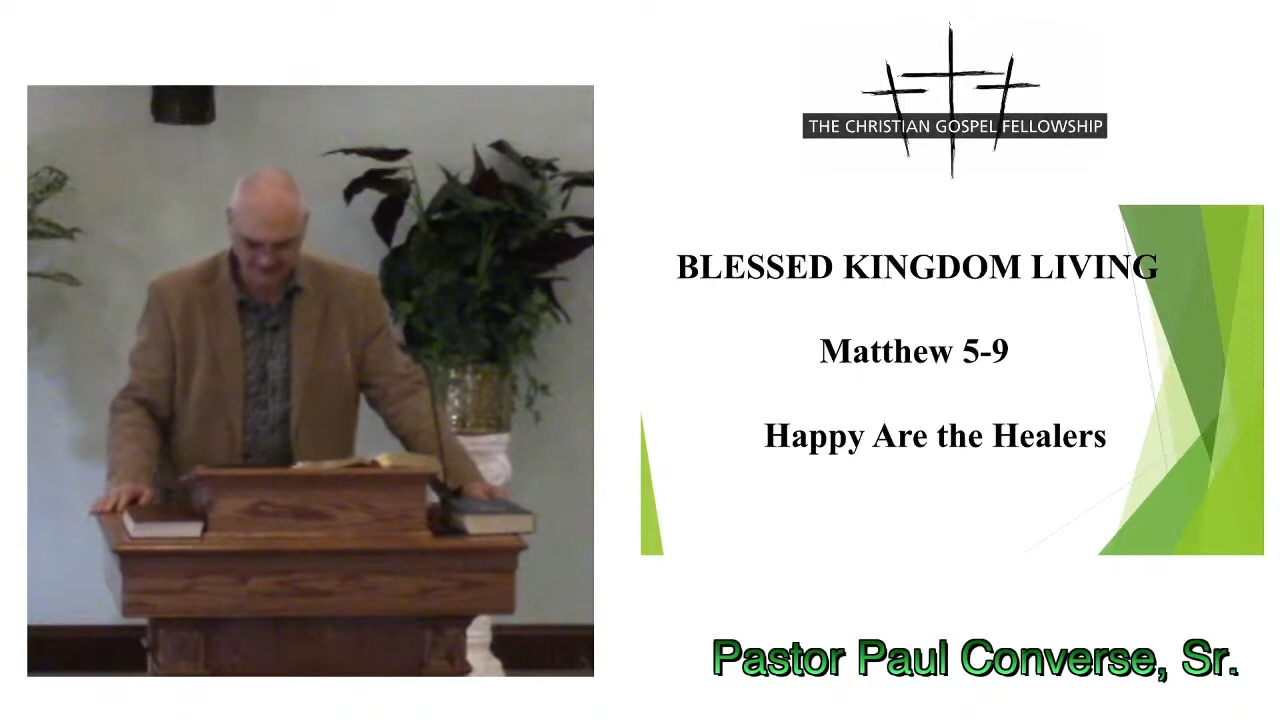 THE CHRISTIAN GOSPEL FELLOWSHIP
BLESSED KINGDOM LIVING
Matthew 5-9
Happy Are the Healers
Pastor Paul Converse, Sr.